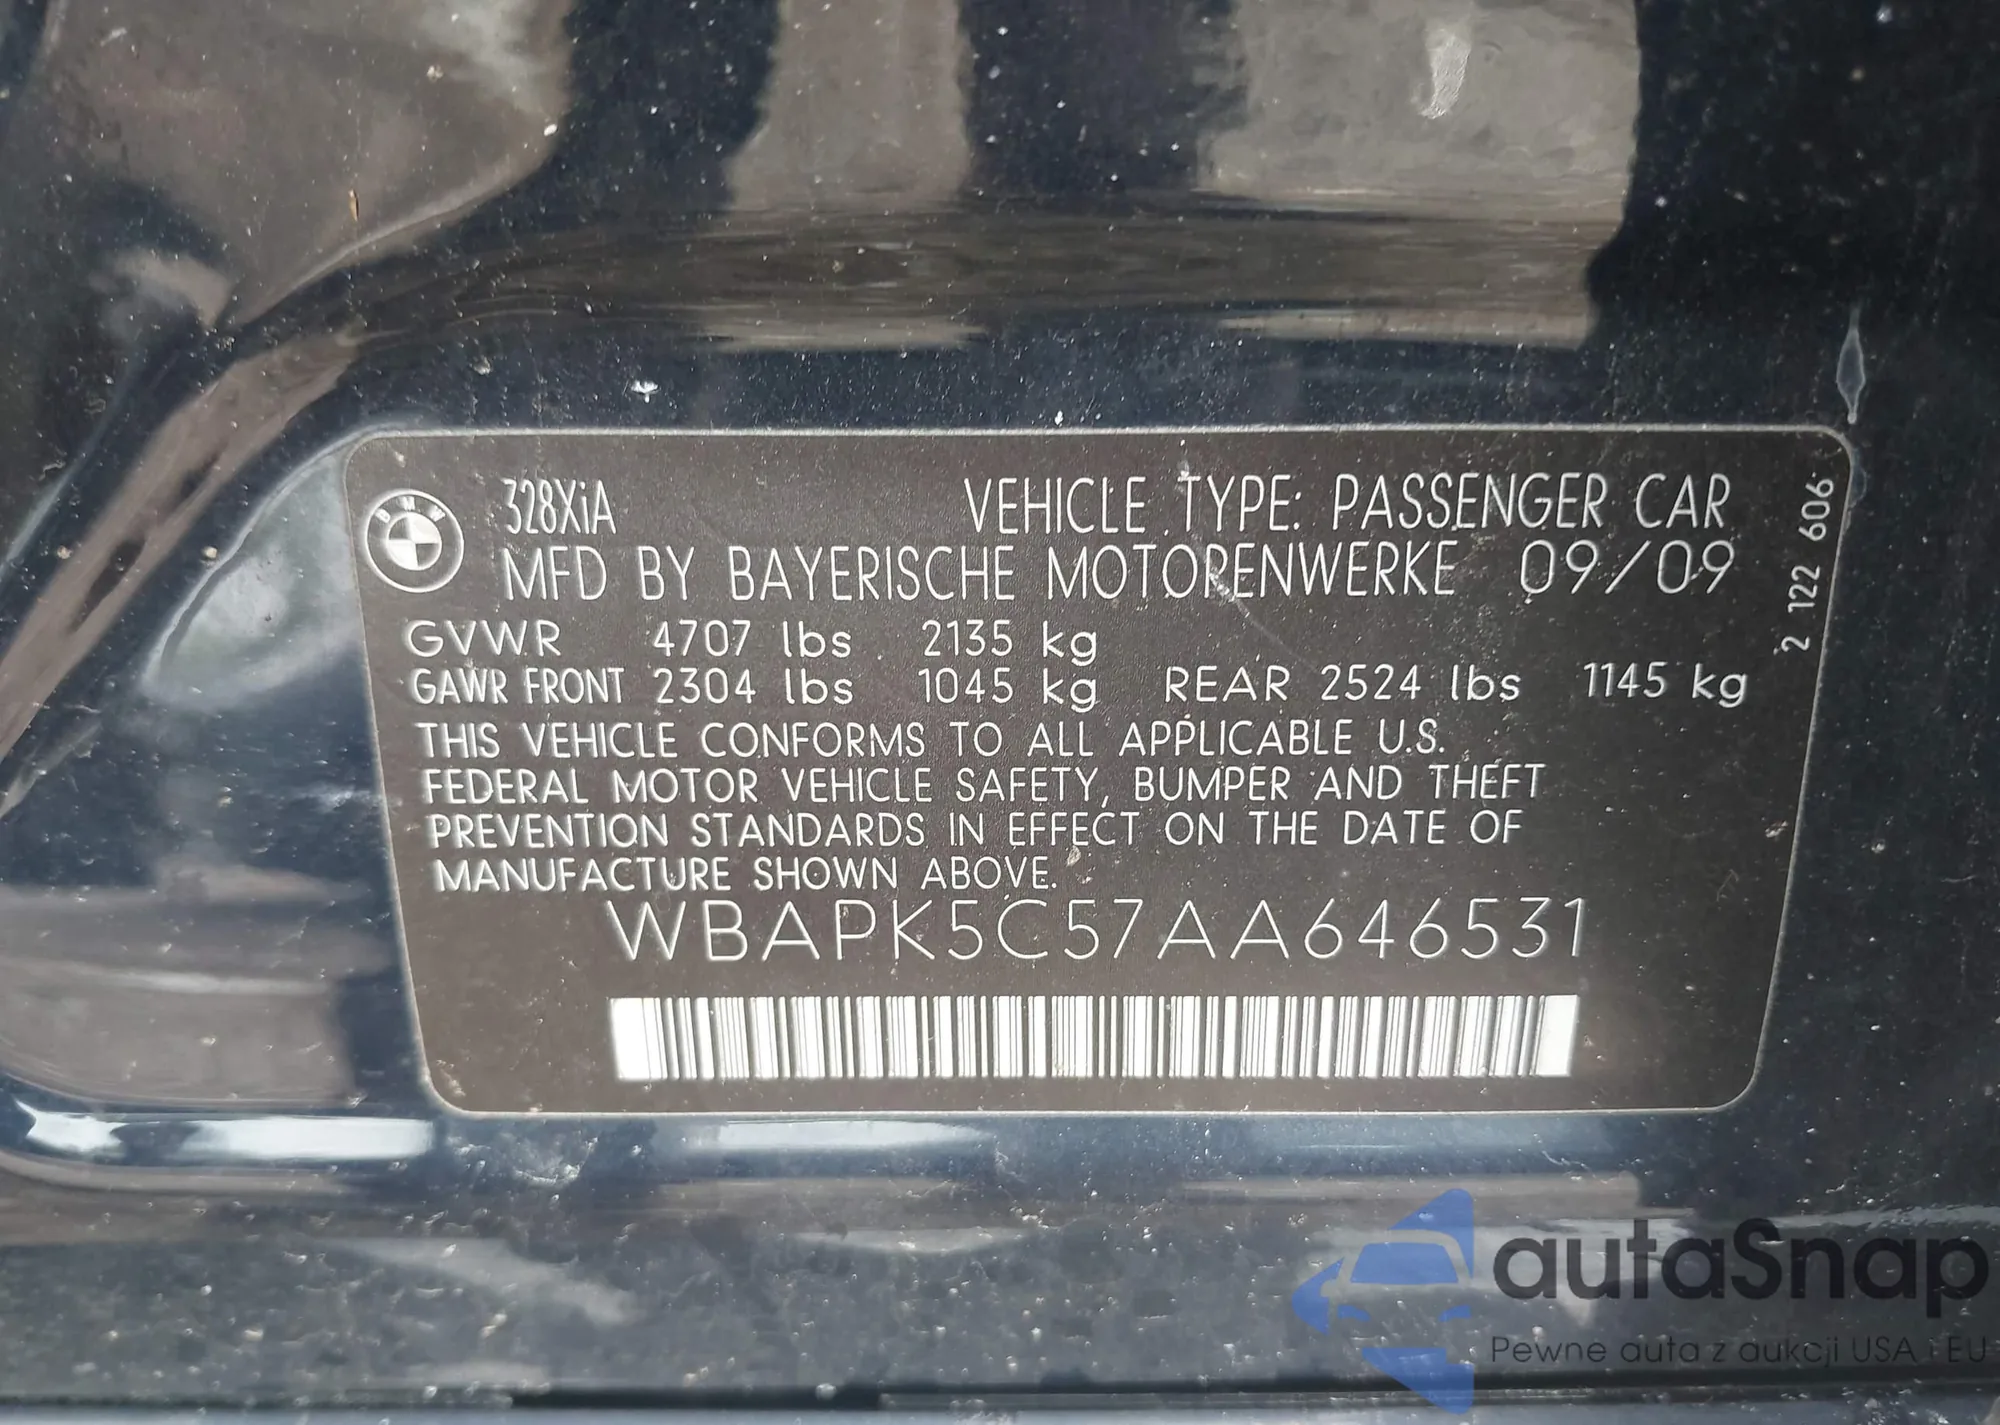 BMW
328XiA VEHICLE TYPE: PASSENGER CAR
MFD BY BAYERISCHE MOTORENWERKE 09/09
GVWR 4707 lbs 2135 kg
GAWR FRONT 2304 lbs 1045 kg REAR 2524 lbs 1145 kg
THIS VEHICLE CONFORMS TO ALL APPLICABLE U.S.
FEDERAL MOTOR VEHICLE SAFETY, BUMPER AND THEFT
PREVENTION STANDARDS IN EFFECT ON THE DATE OF
MANUFACTURE SHOWN ABOVE.
WBAPK5C57AA646531
2 122 606
autaSnap
Pewne auta z aukcji USA i EU